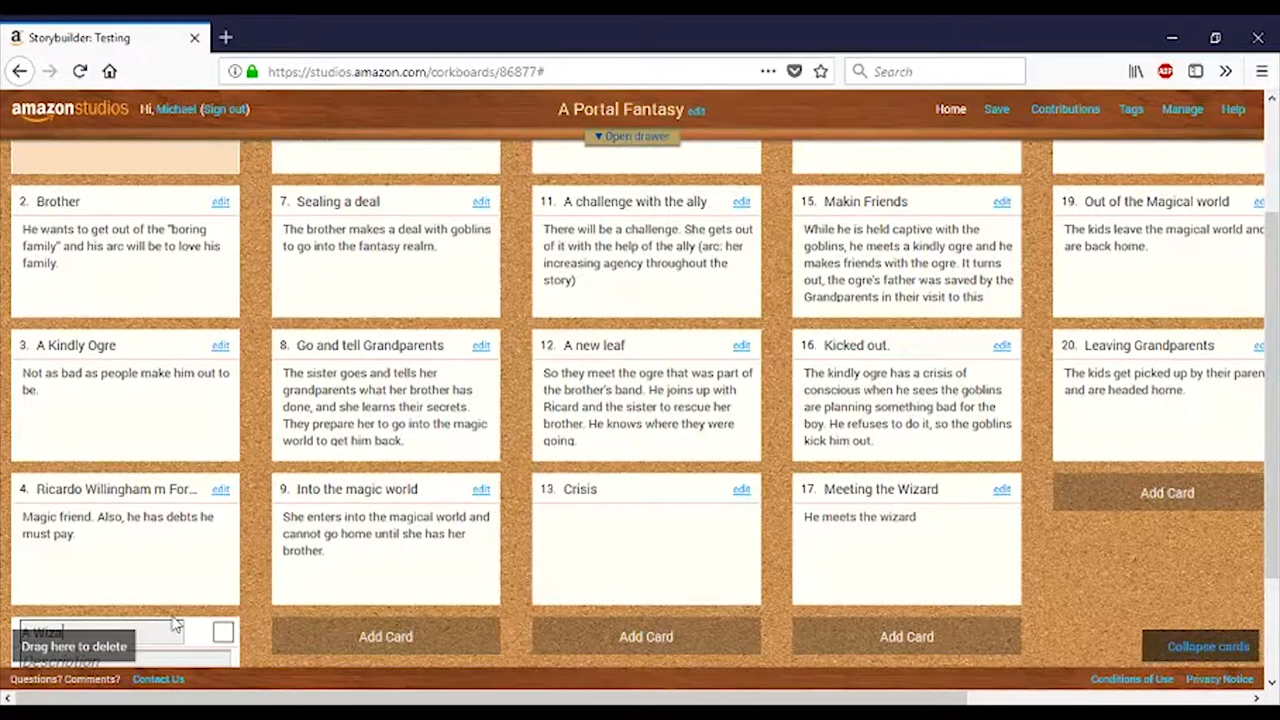 Storybuilder: Testing
https://studios.amazon.com/corkboards/86877#
Search
ABP
amazonstudios
Hi, Michael (Sign out)
A Portal Fantasy edit
Home Save Contributions Tags Manage Help
▼ Open drawer
2. Brother edit
He wants to get out of the "boring
family" and his arc will be to love his
family.
3. A Kindly Ogre edit
Not as bad as people make him out to
be.
4. Ricardo Willingham m For... edit
Magic friend. Also, he has debts he
must pay.
A Wiza
Drag here to delete
Description
7. Sealing a deal edit
The brother makes a deal with goblins
to go into the fantasy realm.
8. Go and tell Grandparents edit
The sister goes and tells her
grandparents what her brother has
done, and she learns their secrets.
They prepare her to go into the magic
world to get him back.
9. Into the magic world edit
She enters into the magical world and
cannot go home until she has her
brother.
Add Card
11. A challenge with the ally edit
There will be a challenge. She gets out
of it with the help of the ally (arc: her
increasing agency throughout the
story)
12. A new leaf edit
So they meet the ogre that was part of
the brother's band. He joins up with
Ricard and the sister to rescue her
brother. He knows where they were
going.
13. Crisis edit
Add Card
15. Makin Friends edit
While he is held captive with the
goblins, he meets a kindly ogre and he
makes friends with the ogre. It turns
out, the ogre's father was saved by the
Grandparents in their visit to this
16. Kicked out. edit
The kindly ogre has a crisis of
conscious when he sees the goblins
are planning something bad for the
boy. He refuses to do it, so the goblins
kick him out.
17. Meeting the Wizard edit
He meets the wizard
Add Card
19. Out of the Magical world ec
The kids leave the magical world and
are back home.
20. Leaving Grandparents ec
The kids get picked up by their paren
and are headed home.
Add Card
Collapse cards
Questions? Comments? Contact Us
Conditions of Use Privacy Notice